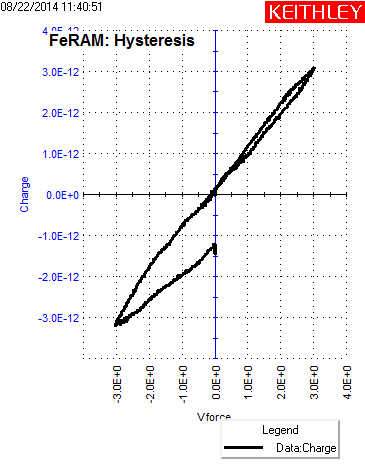 08/22/2014 11:40:51
KEITHLEY
4.0E-12
FeRAM: Hysteresis
3.0E-12
2.0E-12
1.0E-12
0.0E+0
-1.0E-12
-2.0E-12
-3.0E-12
Charge
-3.0E+0
-2.0E+0
-1.0E+0
0.0E+0
1.0E+0
2.0E+0
3.0E+0
4.0E+0
Vforce
Legend
Data:Charge